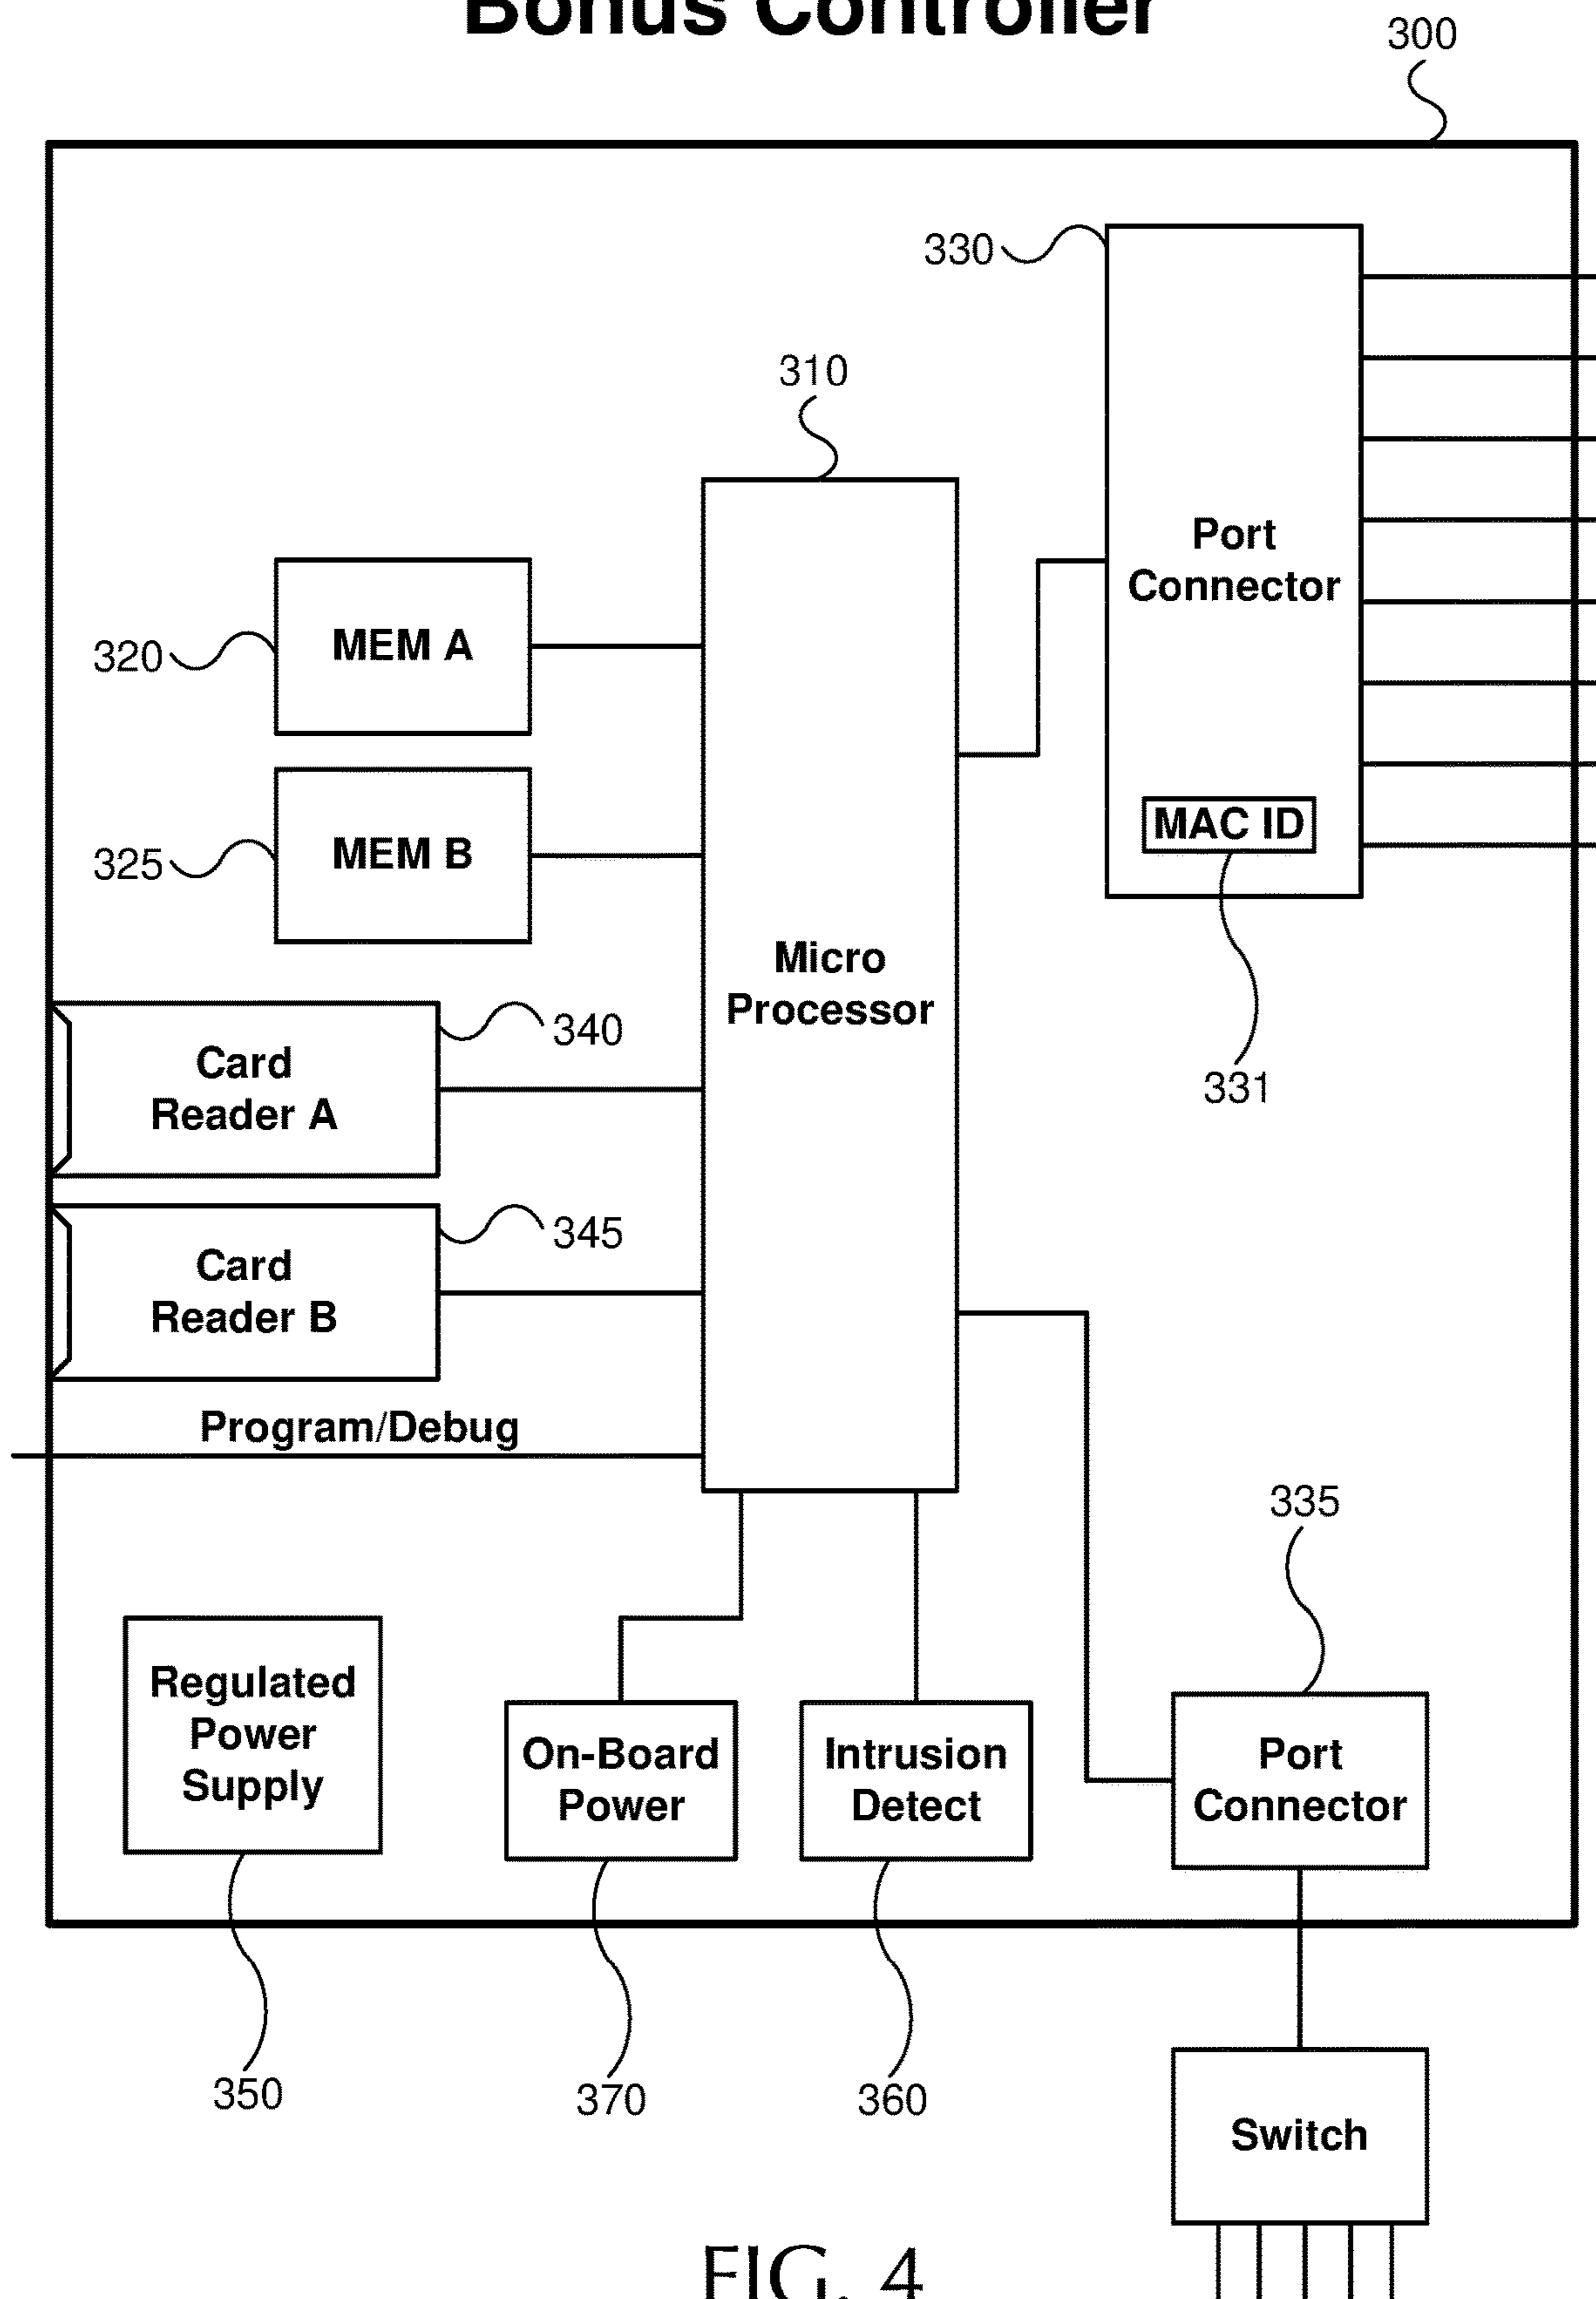 Bonus Controller
300
330
310
Port
Connector
MEM A
320
MAC ID
MEM B
325
Micro
Processor
340
Card
Reader A
331
345
Card
Reader B
Program/Debug
335
Regulated
Power
Supply
On-Board
Power
Intrusion
Detect
Port
Connector
350
370
360
Switch
FIG. 4